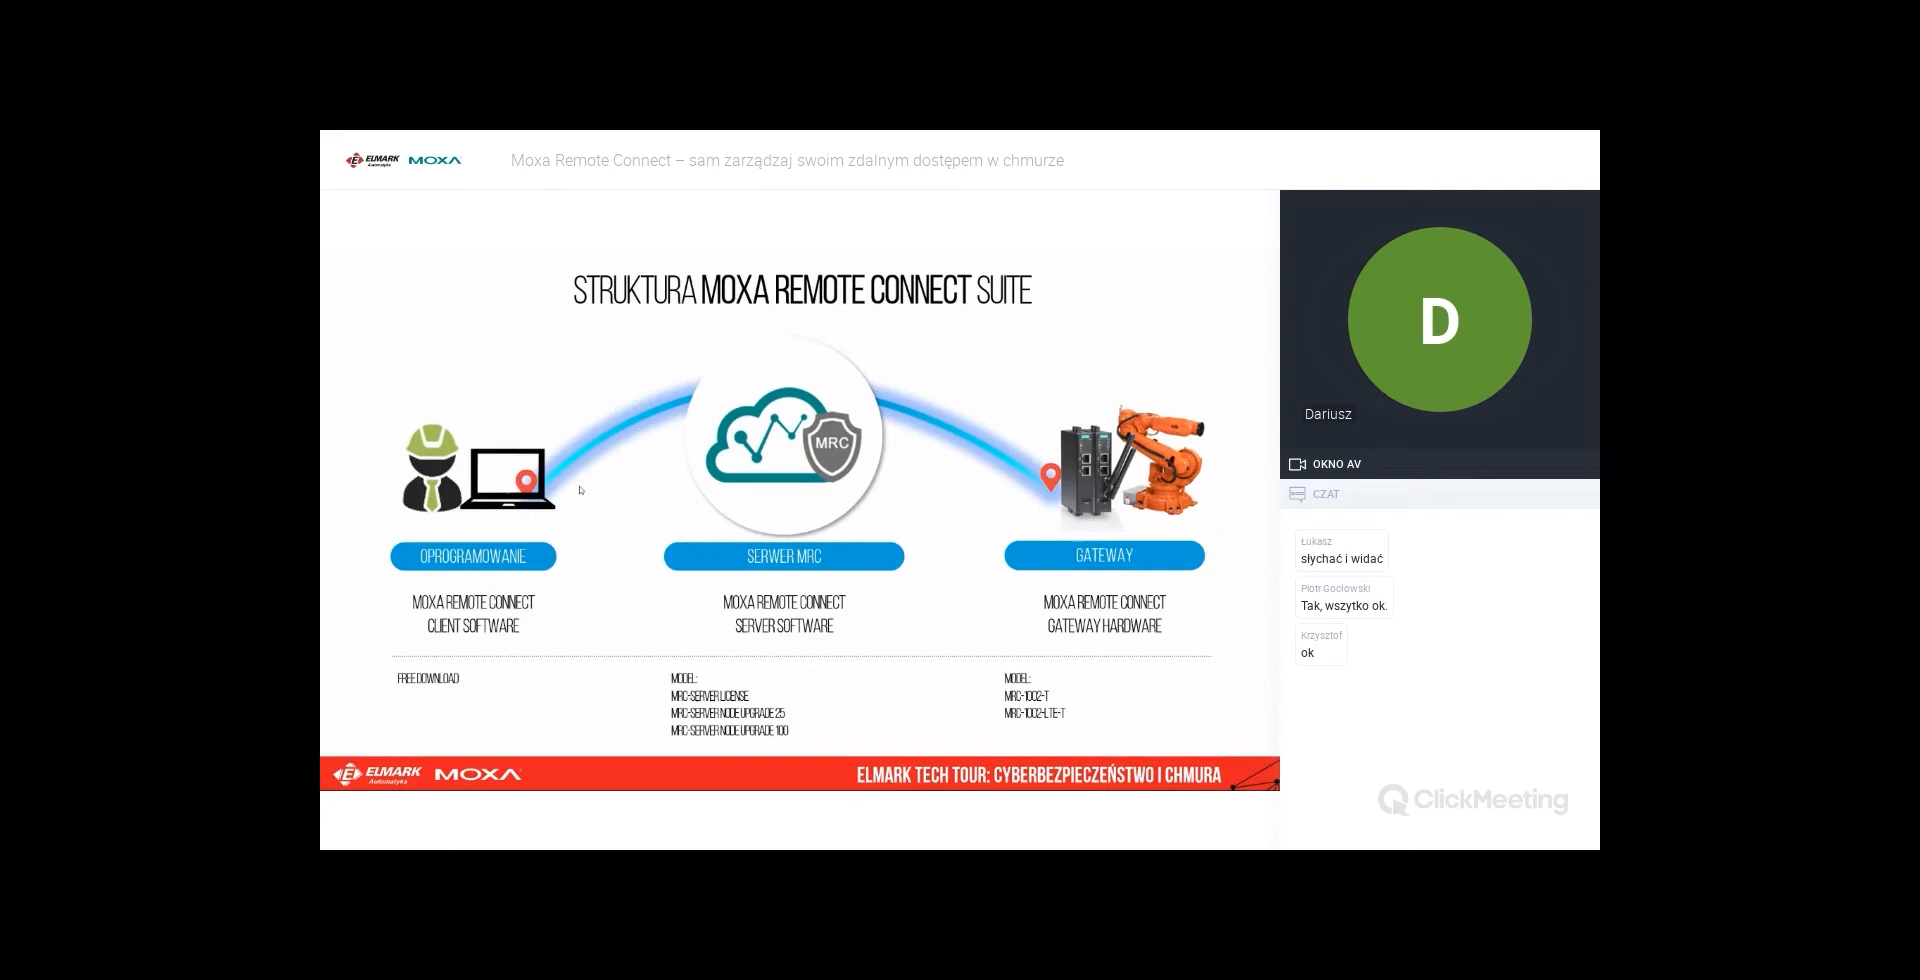 ELMARK
Automatyka
MOXA
Moxa Remote Connect – sam zarządzaj swoim zdalnym dostępem w chmurze
STRUKTURA MOXA REMOTE CONNECT SUITE
MRC
OPROGRAMOWANIE
SERWER MRC
GATEWAY
MOXA REMOTE CONNECT
CLIENT SOFTWARE
MOXA REMOTE CONNECT
SERVER SOFTWARE
MOXA REMOTE CONNECT
GATEWAY HARDWARE
FREE DOWNLOAD
MODEL:
MRC-SERVER LICENSE
MRC-SERVER NODE UPGRADE 25
MRC-SERVER NODE UPGRADE 100
MODEL:
MRC-1002-T
MRC-1002-LTE-T
ELMARK
Automatyka
MOXA
ELMARK TECH TOUR: CYBERBEZPIECZEŃSTWO I CHMURA
D
Dariusz
OKNO AV
CZAT
Łukasz
słychać i widać
Piotr Gocłowski
Tak, wszytko ok.
Krzysztof
ok
ClickMeeting